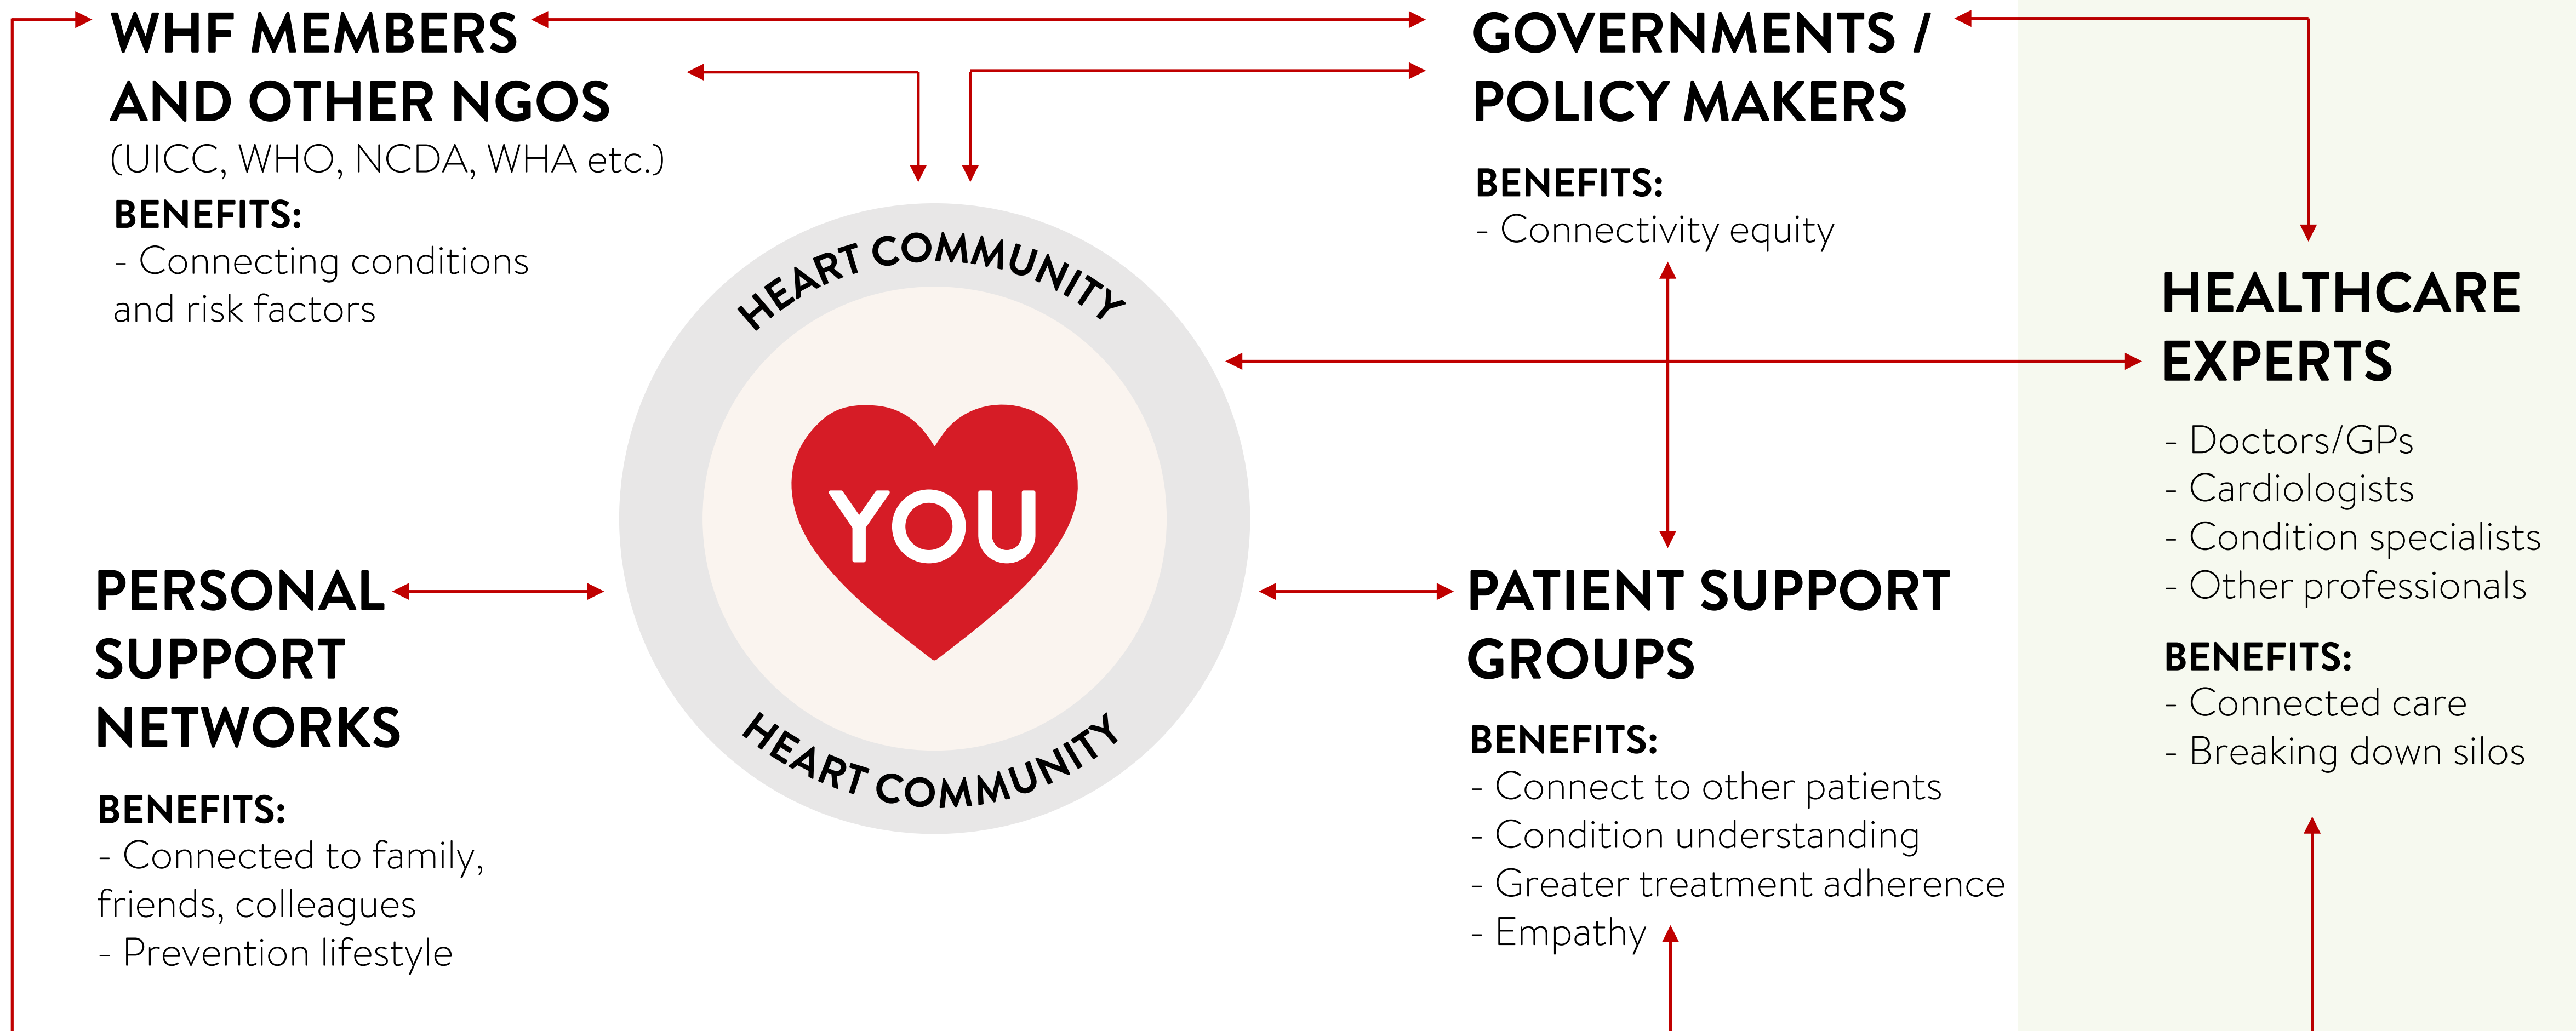 WHF MEMBERS
AND OTHER NGOS
(UICC, WHO, NCDA, WHA etc.)
BENEFITS:
- Connecting conditions
and risk factors
GOVERNMENTS /
POLICY MAKERS
BENEFITS:
- Connectivity equity
HEART COMMUNITY
YOU
HEART COMMUNITY
HEALTHCARE
EXPERTS
- Doctors/GPs
- Cardiologists
- Condition specialists
- Other professionals
BENEFITS:
- Connected care
- Breaking down silos
PERSONAL
SUPPORT
NETWORKS
BENEFITS:
- Connected to family,
friends, colleagues
- Prevention lifestyle
PATIENT SUPPORT
GROUPS
BENEFITS:
- Connect to other patients
- Condition understanding
- Greater treatment adherence
- Empathy